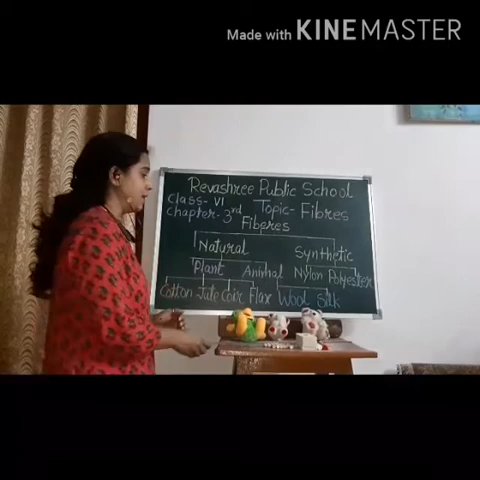 Made with KINEMASTER
Revashree Public School
Class- VI Topic- Fibres
Chapter- 3rd
Fiberes
Natural Synthetic
Plant Animal Nylon Polyester
Cotton Jute Coir Flax Wool Silk